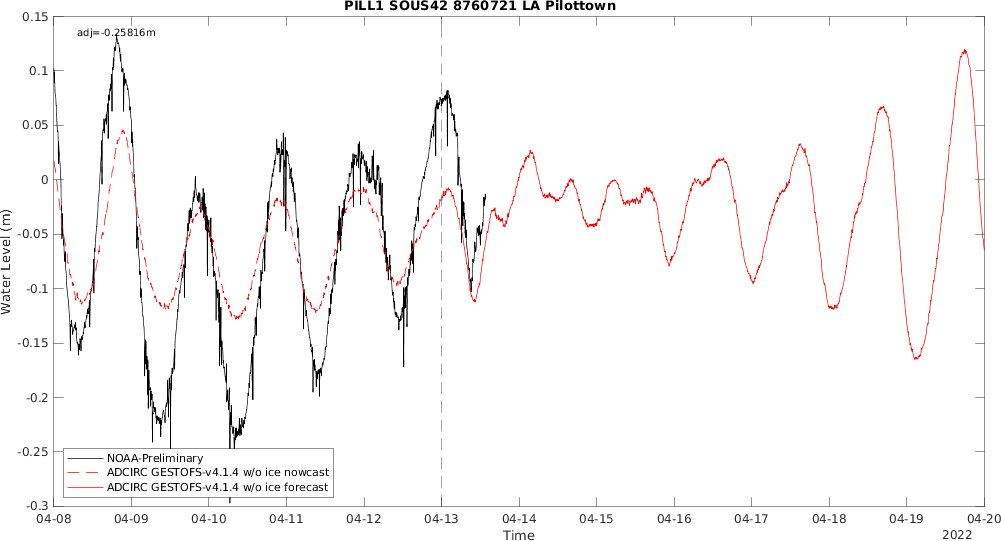 PILL1 SOUS42 8760721 LA Pilottown
adj=-0.25816m
Water Level (m)
0.15
0.1
0.05
0
-0.05
-0.1
-0.15
-0.2
-0.25
-0.3
NOAA-Preliminary
ADCIRC GESTOFS-v4.1.4 w/o ice nowcast
ADCIRC GESTOFS-v4.1.4 w/o ice forecast
04-08 04-09 04-10 04-11 04-12 04-13 04-14 04-15 04-16 04-17 04-18 04-19 04-20
Time
2022